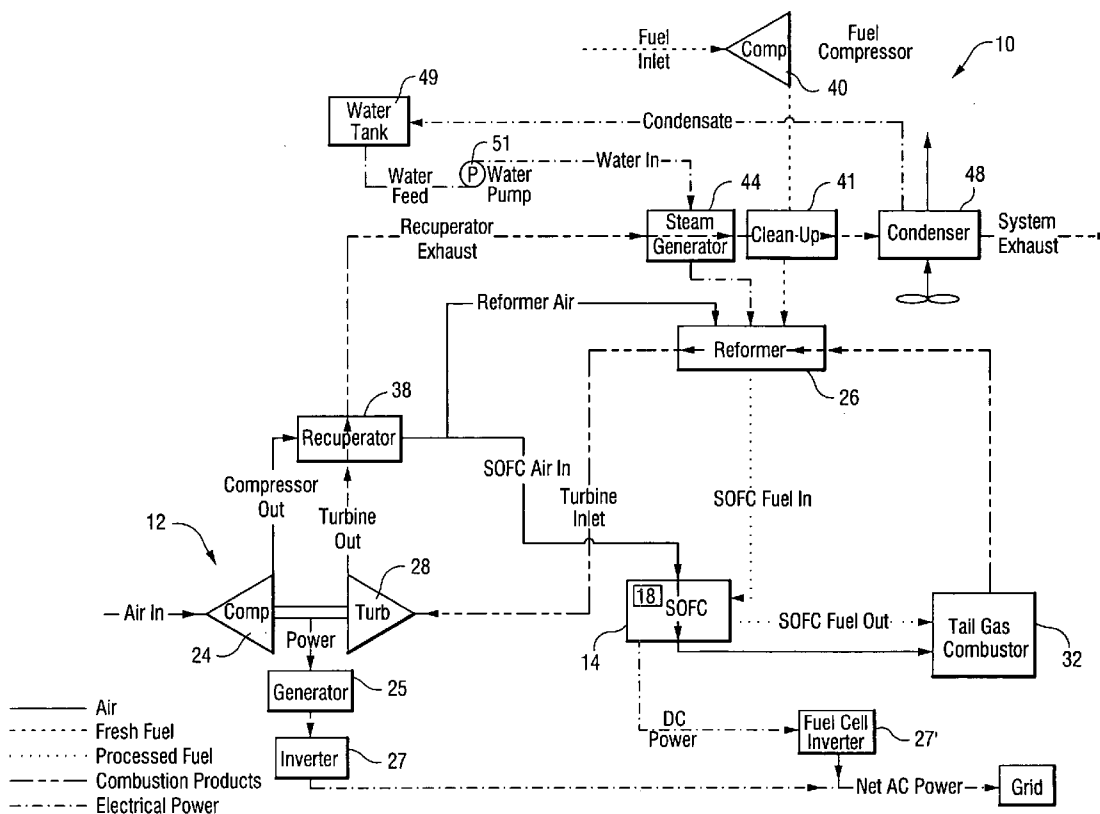 Fuel
Inlet
Comp
Fuel
Compressor
10
40
49
Water
Tank
Condensate
51
P
Water
Feed
Water
Pump
Water In
44
41
48
Recuperator
Exhaust
Steam
Generator
Clean-Up
Condenser
System
Exhaust
Reformer Air
Reformer
26
38
Recuperator
SOFC
Air In
Compressor
Out
Turbine
Out
Turbine
Inlet
SOFC Fuel In
12
28
Air In
Comp
Turb
24
Power
18
SOFC
14
SOFC Fuel Out
Tail Gas
Combustor
32
Generator
25
Inverter
27
DC
Power
Fuel Cell
Inverter
27'
Net AC Power
Grid
Air
Fresh Fuel
Processed Fuel
Combustion Products
Electrical Power